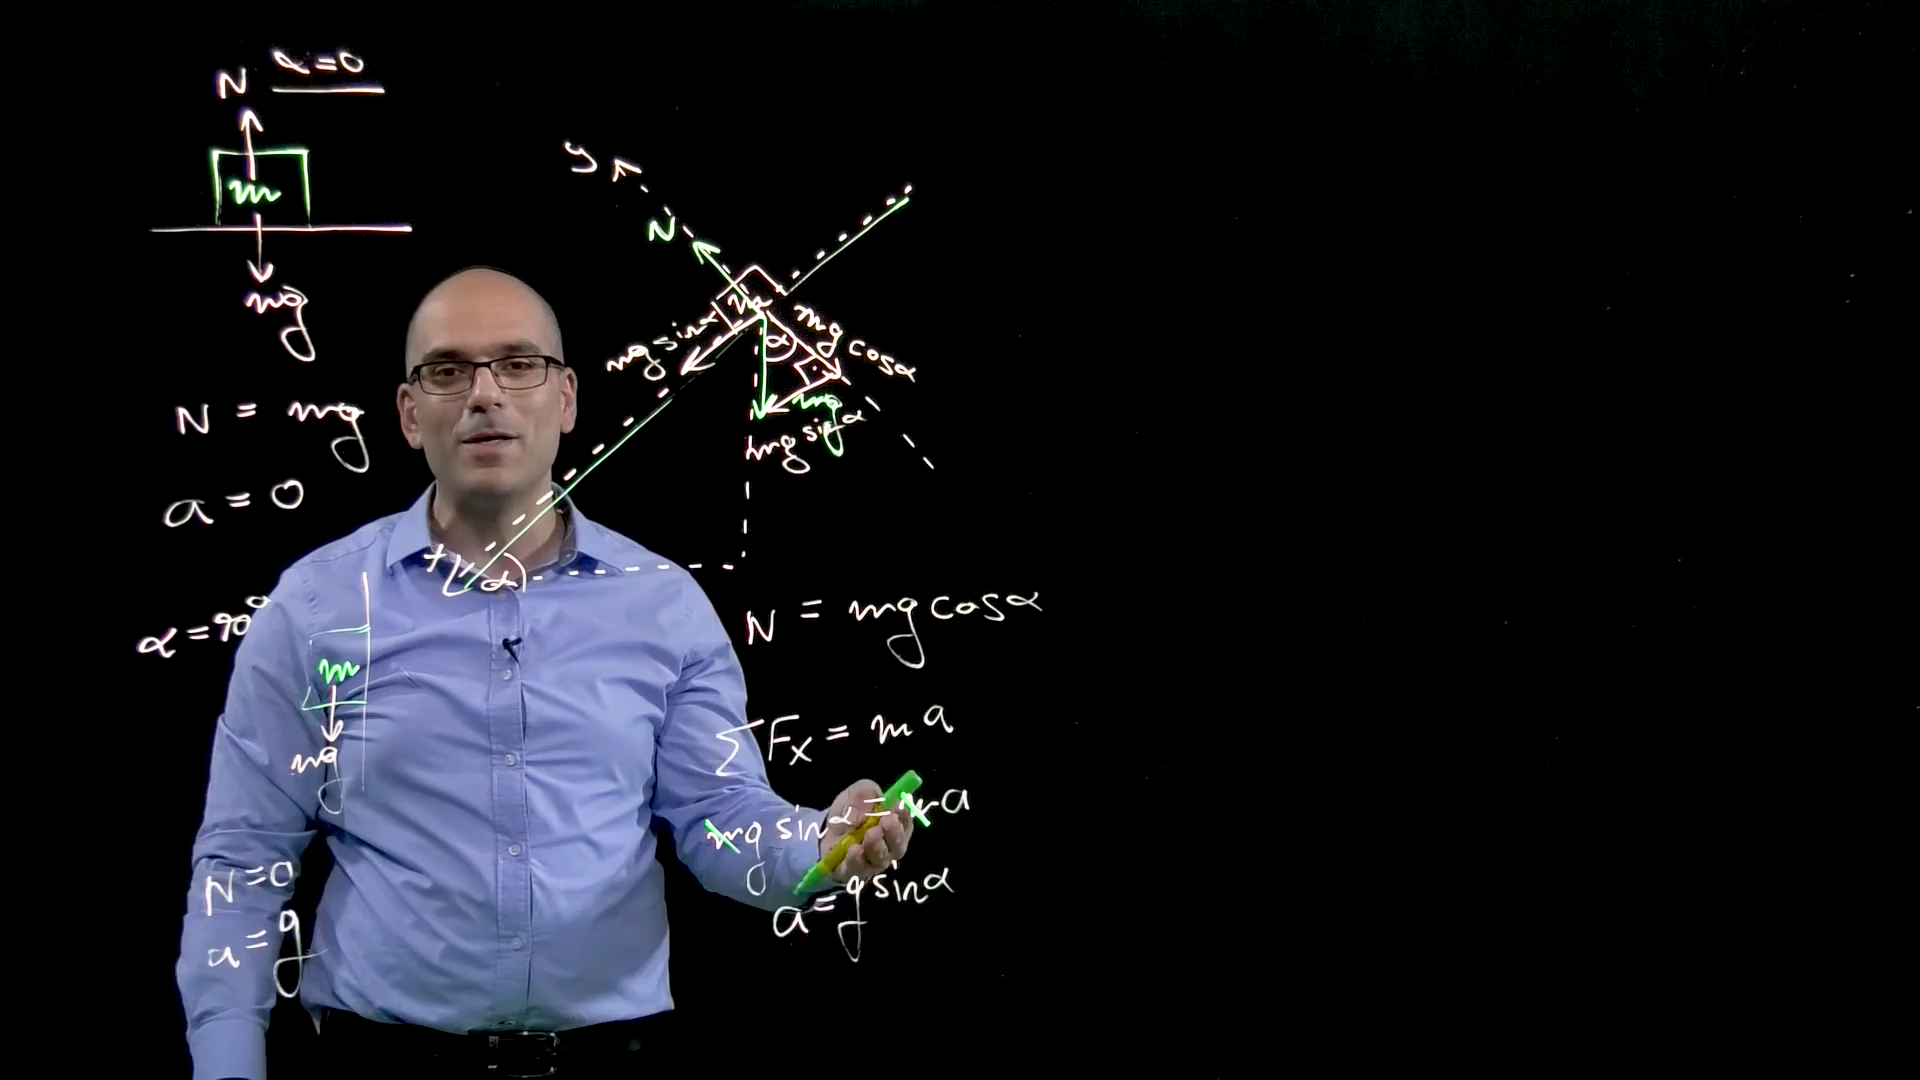 N α=0
m
mg
N = mg
a = 0
α=90°
m
mg
N=0
a=g
y
N
m
mg sinα
α
mg cosα
mg
mg sinα
x
α
N = mg cosα
ΣFx = ma
mg sinα = ma
a=g sinα